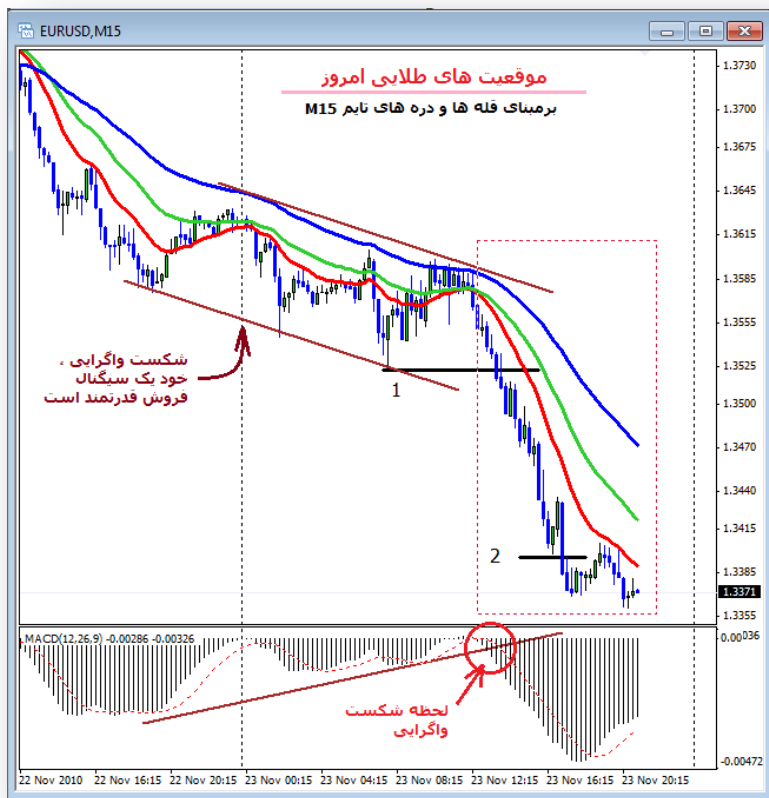 EURUSD,M15
موقعیت های طلایی امروز
برمبنای قله ها و دره های تایم M15
1.3730
1.3700
1.3675
1.3645
1.3615
1.3585
1.3555
1.3525
1.3500
1.3470
1.3440
1.3415
1.3385
1.3371
1.3355
شکست واگرایی ،
خود یک سیگنال
فروش قدرتمند است
1
2
MACD(12,26,9) -0.00286 -0.00326
0.00036
-0.00472
لحظه شکست
واگرایی
22 Nov 2010 22 Nov 16:15 22 Nov 20:15 23 Nov 00:15 23 Nov 04:15 23 Nov 08:15 23 Nov 12:15 23 Nov 16:15 23 Nov 20:15